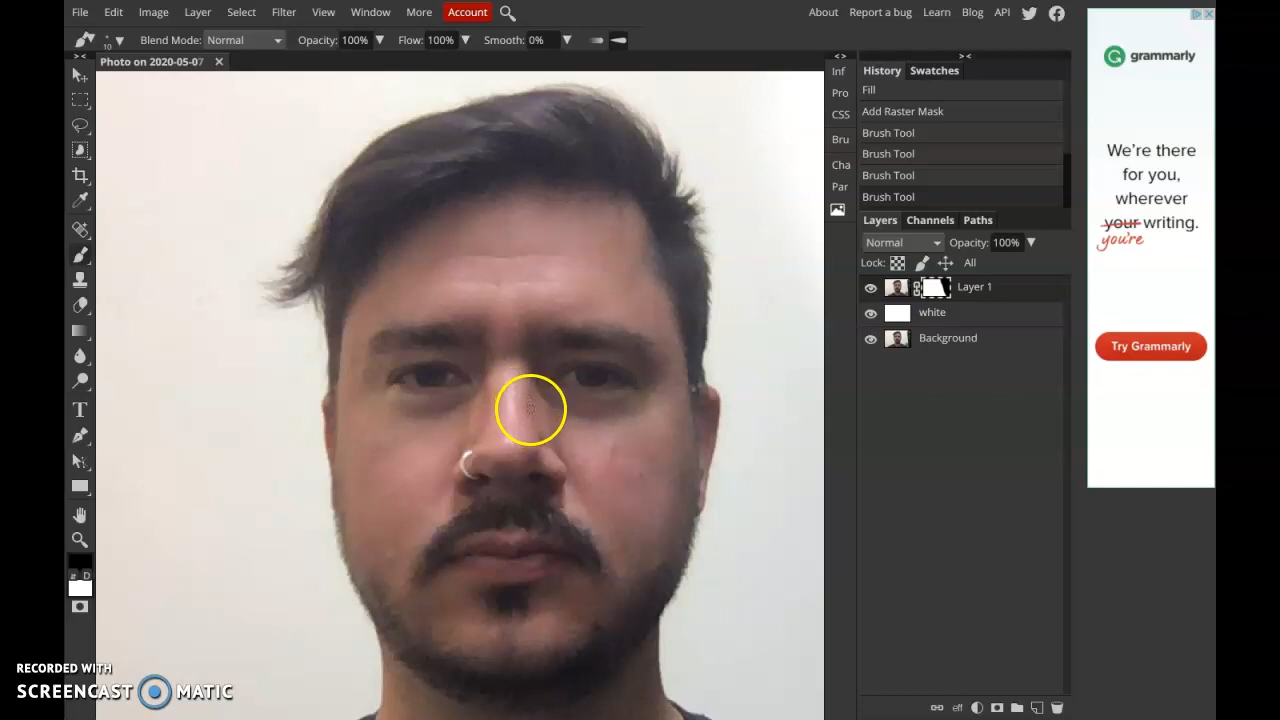 File Edit Image Layer Select Filter View Window More Account About Report a bug Learn Blog API
10 Blend Mode: Normal Opacity: 100% Flow: 100% Smooth: 0%
Photo on 2020-05-07
Inf
Pro
CSS
Bru
Cha
Par
History Swatches
Fill
Add Raster Mask
Brush Tool
Brush Tool
Brush Tool
Brush Tool
Layers Channels Paths
Normal Opacity: 100%
Lock: All
Layer 1
white
Background
eff
T
D
grammarly
We're there
for you,
wherever
your writing.
you're
Try Grammarly
RECORDED WITH
SCREENCAST MATIC